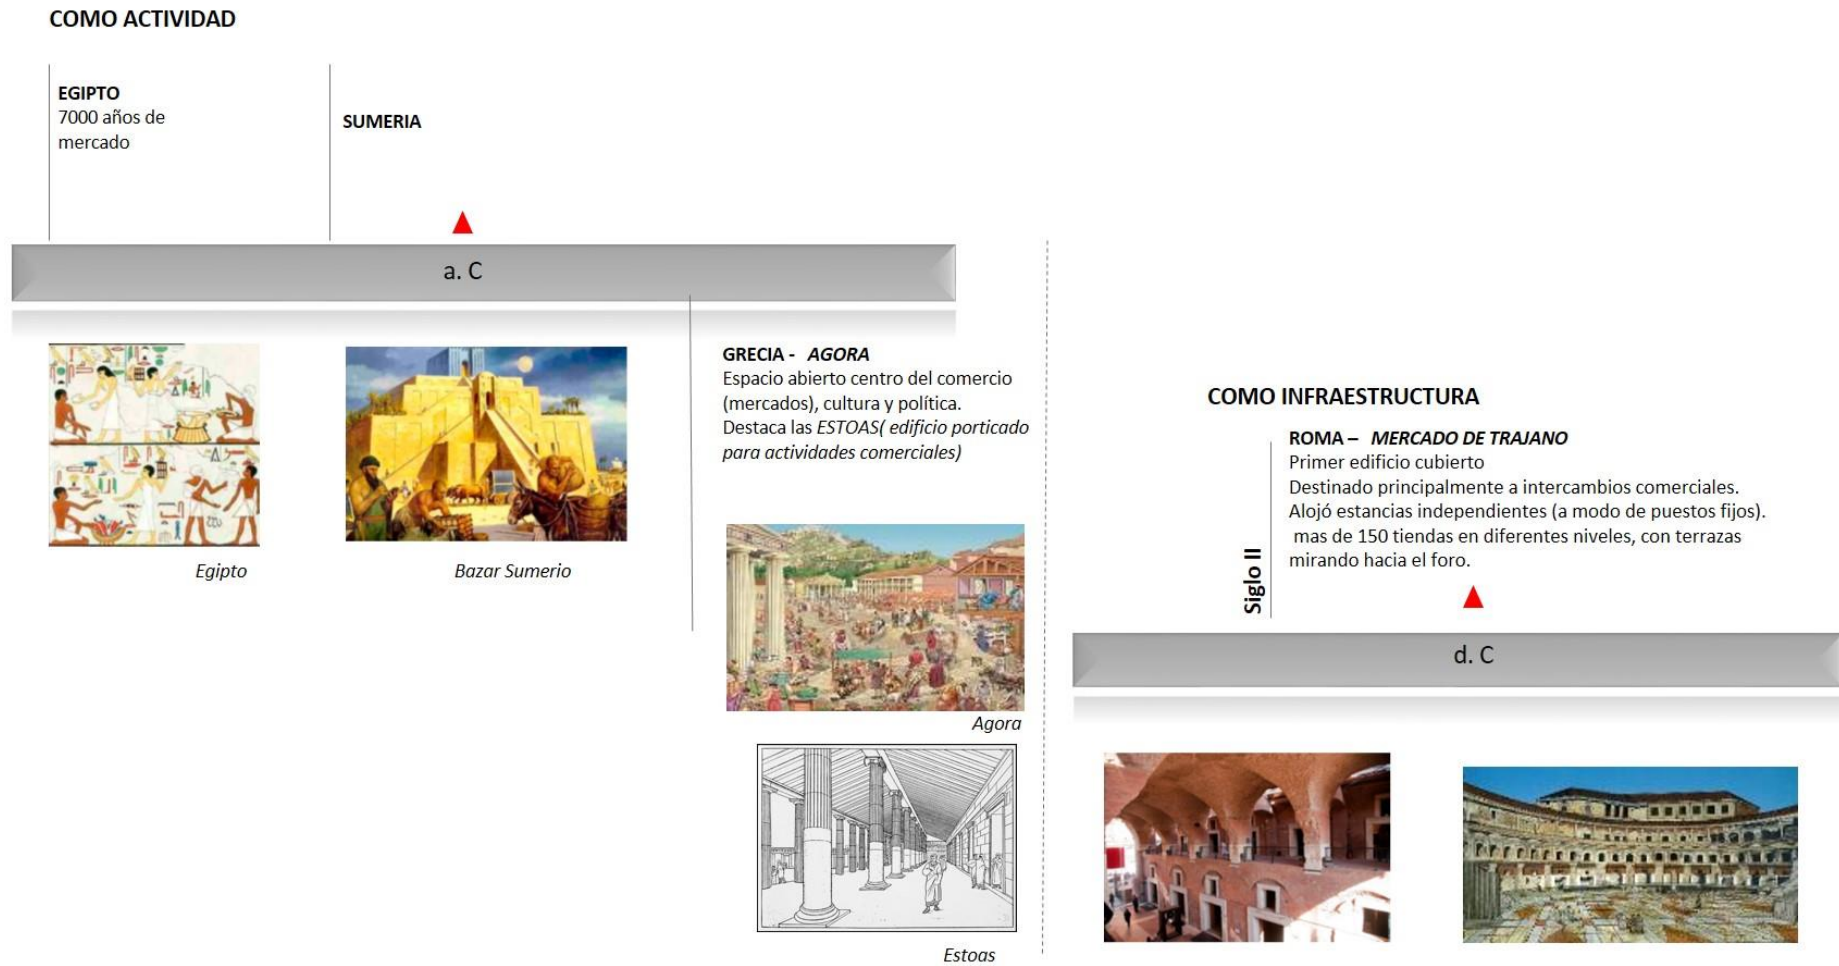 COMO ACTIVIDAD
EGIPTO
7000 años de
mercado
SUMERIA
a. C
Egipto
Bazar Sumerio
GRECIA - AGORA
Espacio abierto centro del comercio
(mercados), cultura y política.
Destaca las ESTOAS( edificio porticado
para actividades comerciales)
Agora
Estoas
COMO INFRAESTRUCTURA
Siglo II
ROMA – MERCADO DE TRAJANO
Primer edificio cubierto
Destinado principalmente a intercambios comerciales.
Alojó estancias independientes (a modo de puestos fijos).
mas de 150 tiendas en diferentes niveles, con terrazas
mirando hacia el foro.
d. C